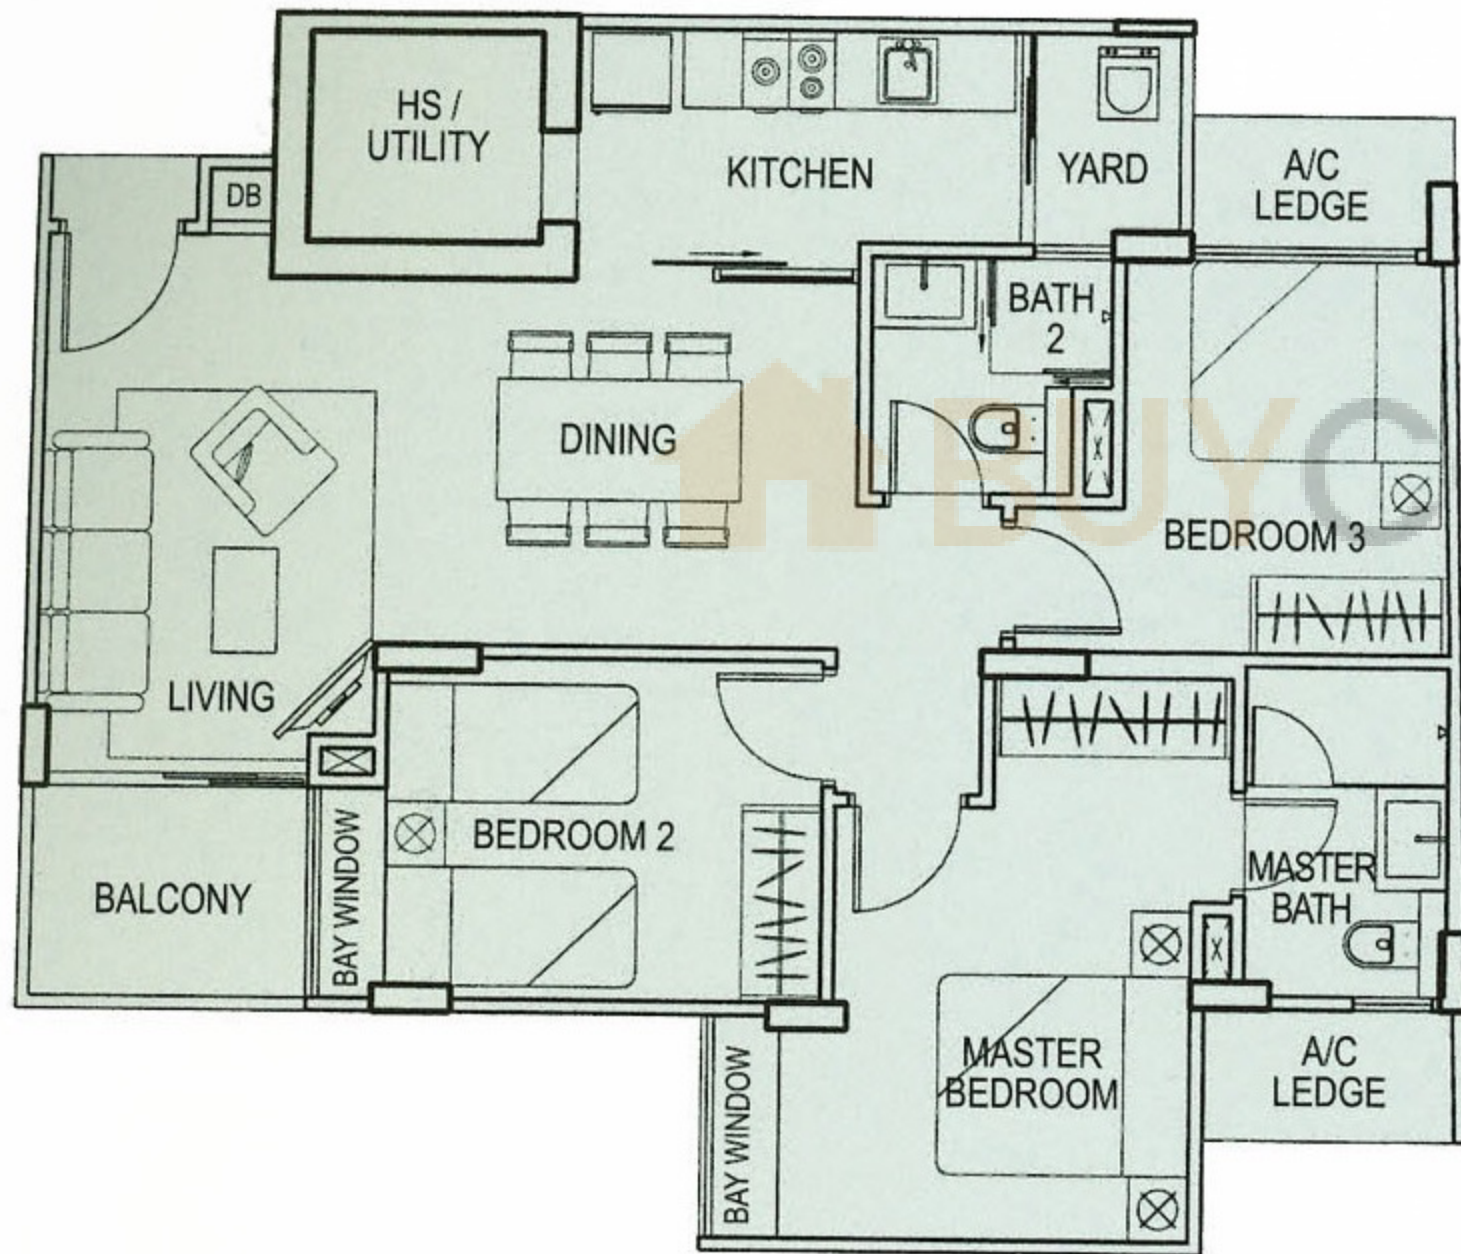 HS /
UTILITY
KITCHEN
YARD
A/C
LEDGE
DB
BATH
2
DINING
BUYC
BEDROOM 3
LIVING
BEDROOM 2
BALCONY
BAY WINDOW
MASTER
BATH
MASTER
BEDROOM
A/C
LEDGE
BAY WINDOW